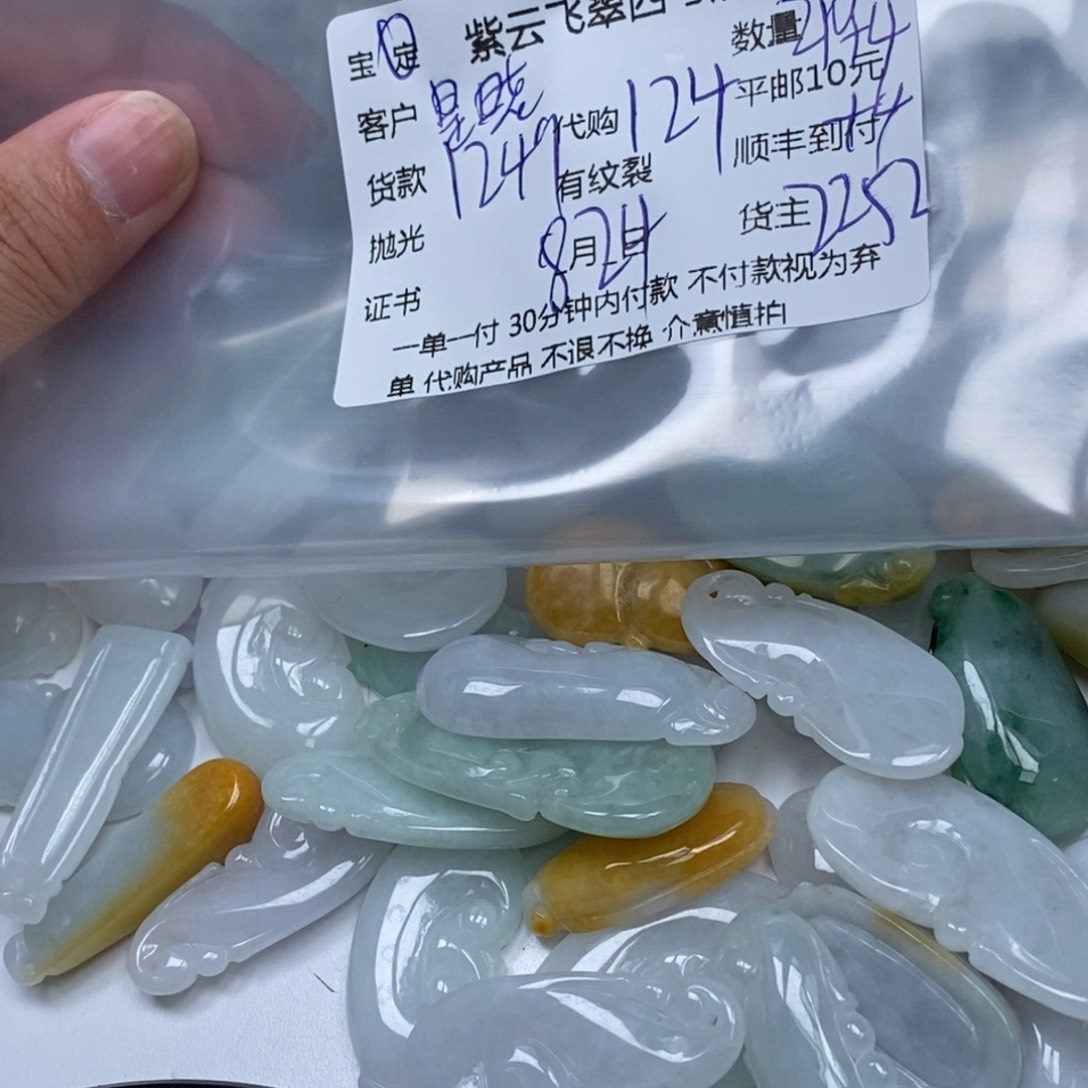 宝 定 紫云飞翠
数量
客户 代购 124 平邮10元
货款 1249 有纹裂 顺丰到付
抛光 8月24日 货主 2252
证书
一单一付 30分钟内付款 不付款视为弃
单 代购产品 不退不换 介意慎拍